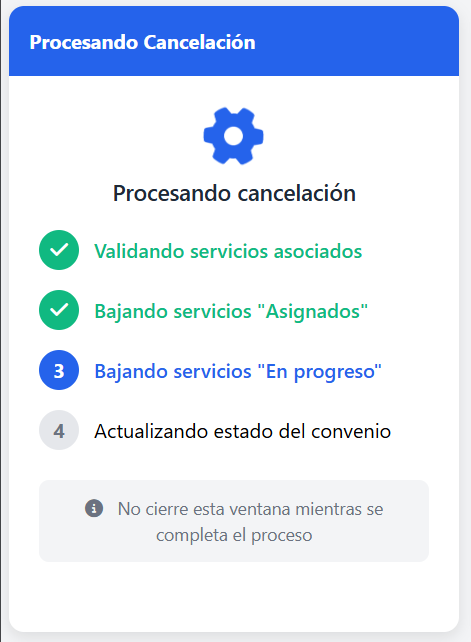 Procesando Cancelación
Procesando cancelación
Validando servicios asociados
Bajando servicios "Asignados"
3 Bajando servicios "En progreso"
4 Actualizando estado del convenio
No cierre esta ventana mientras se
completa el proceso